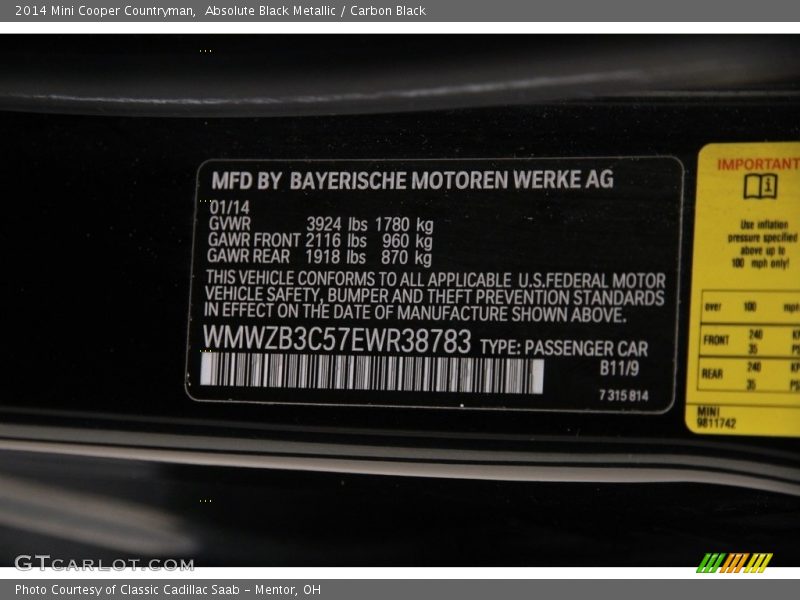 2014 Mini Cooper Countryman,  Absolute Black Metallic / Carbon Black
MFD BY BAYERISCHE MOTOREN WERKE AG
01/14
GVWR 3924 lbs 1780 kg
GAWR FRONT 2116 lbs 960 kg
GAWR REAR 1918 lbs 870 kg
THIS VEHICLE CONFORMS TO ALL APPLICABLE U.S.FEDERAL MOTOR
VEHICLE SAFETY, BUMPER AND THEFT PREVENTION STANDARDS
IN EFFECT ON THE DATE OF MANUFACTURE SHOWN ABOVE.
WMWZB3C57EWR38783 TYPE: PASSENGER CAR
B11/9
7 315 814
IMPORTANT
Use inflation
pressure specified
above up to
100 mph only!
over 100 mph
FRONT 240
35
REAR 240
35
MINI
9811742
GTCARLOT.COM
Photo Courtesy of Classic Cadillac Saab - Mentor, OH